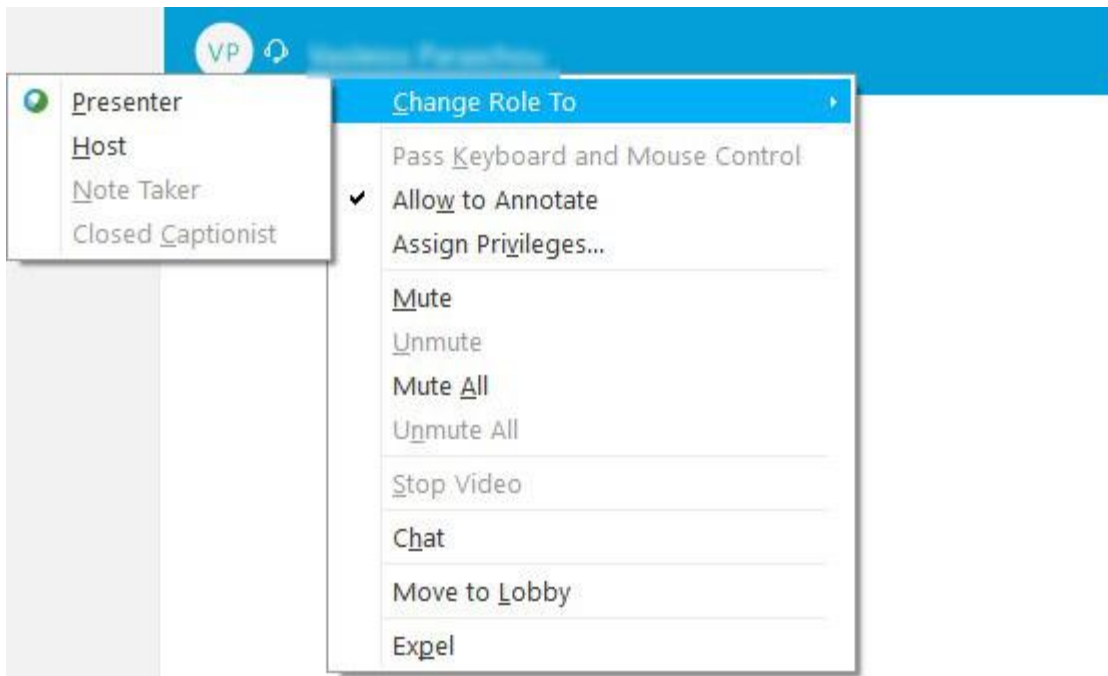 VP
Presenter
Host
Note Taker
Closed Captionist
Change Role To
Pass Keyboard and Mouse Control
Allow to Annotate
Assign Privileges...
Mute
Unmute
Mute All
Unmute All
Stop Video
Chat
Move to Lobby
Expel